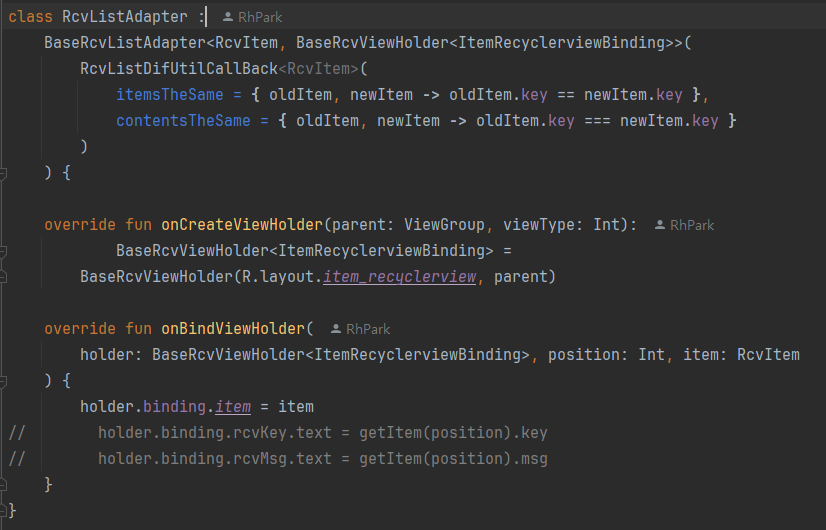 class RcvListAdapter : RhPark
    BaseRcvListAdapter<RcvItem, BaseRcvViewHolder<ItemRecyclerviewBinding>>(
        RcvListDifUtilCallBack<RcvItem>(
            itemsTheSame = { oldItem, newItem -> oldItem.key == newItem.key },
            contentsTheSame = { oldItem, newItem -> oldItem.key === newItem.key }
        )
    ) {
    override fun onCreateViewHolder(parent: ViewGroup, viewType: Int): RhPark
            BaseRcvViewHolder<ItemRecyclerviewBinding> =
        BaseRcvViewHolder(R.layout.item_recyclerview, parent)
    override fun onBindViewHolder( RhPark
        holder: BaseRcvViewHolder<ItemRecyclerviewBinding>, position: Int, item: RcvItem
    ) {
        holder.binding.item = item
//        holder.binding.rcvKey.text = getItem(position).key
//        holder.binding.rcvMsg.text = getItem(position).msg
    }
}